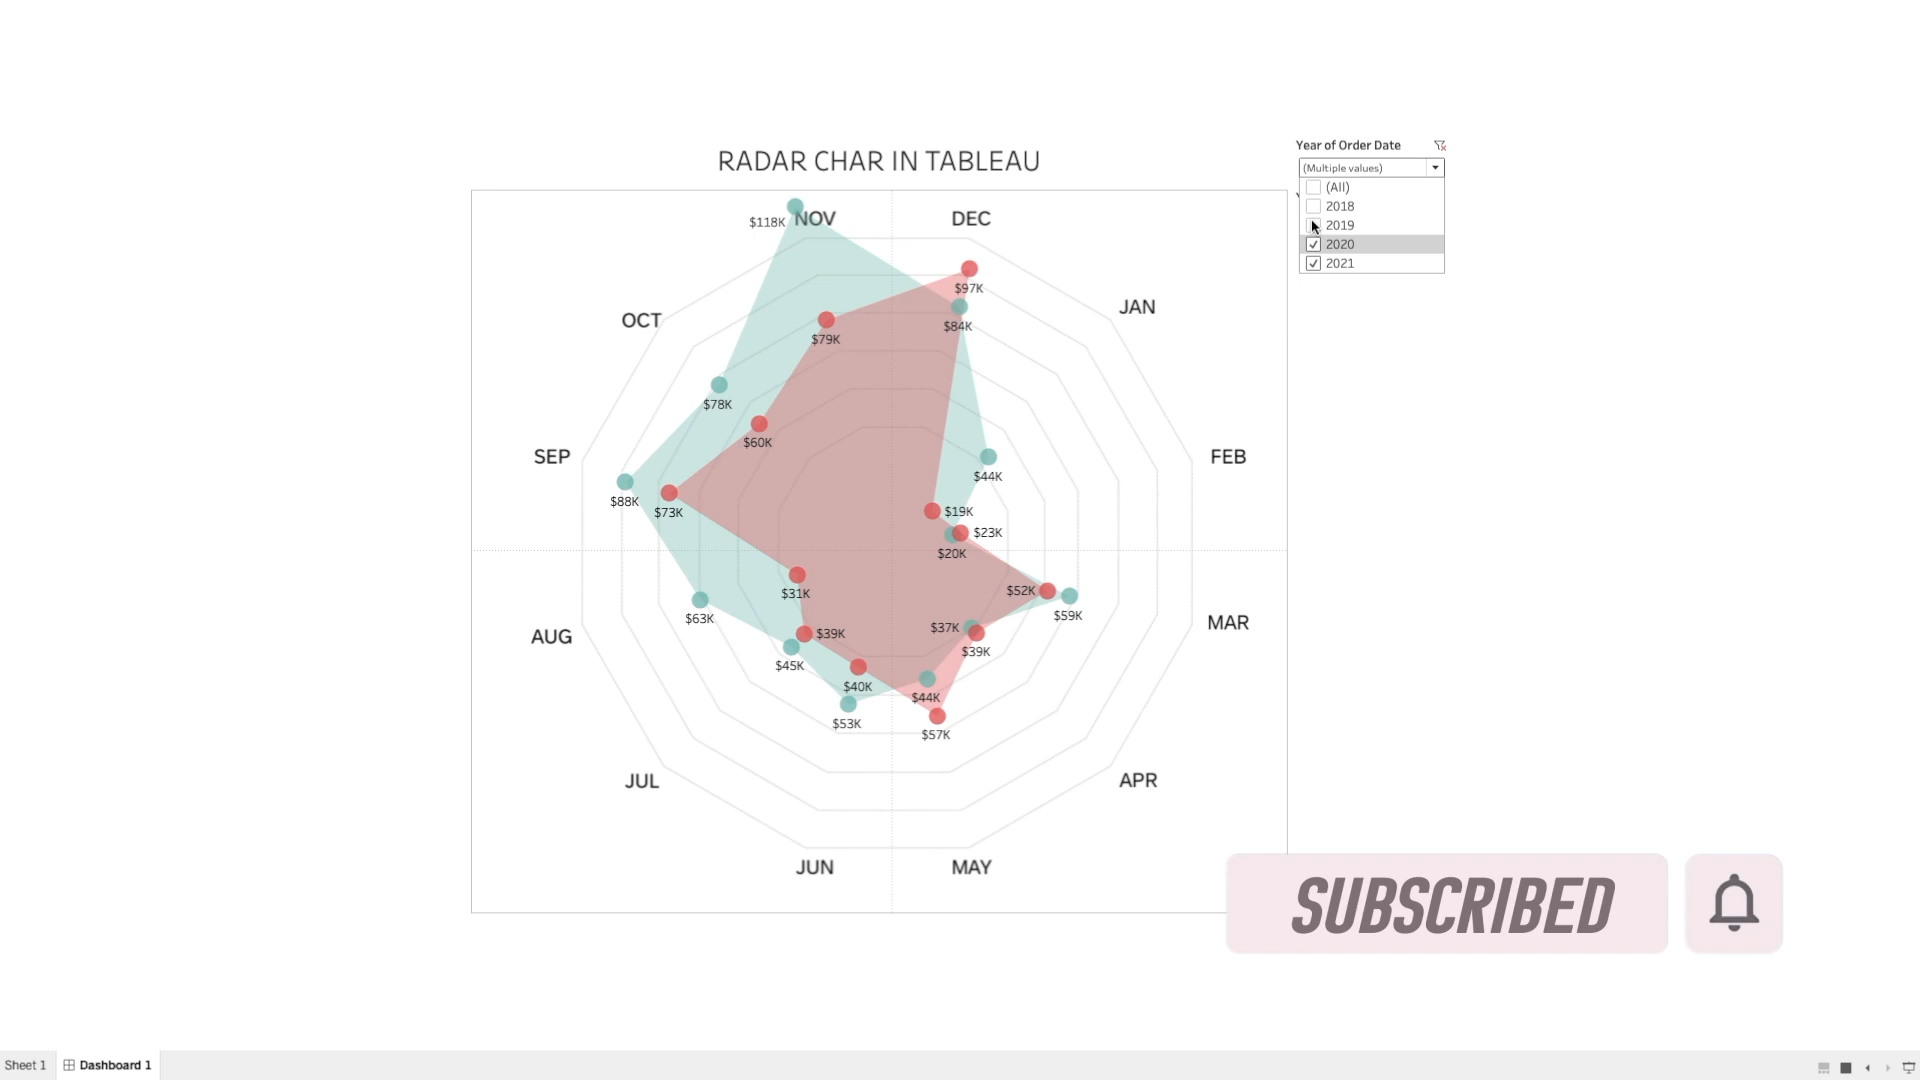 RADAR CHAR IN TABLEAU
Year of Order Date
(Multiple values)
(All)
2018
2019
2020
2021
$118K
NOV
DEC
$97K
JAN
OCT
$84K
$79K
$78K
$60K
SEP
FEB
$44K
$88K
$73K
$19K
$23K
$20K
$31K
$52K
$59K
$63K
MAR
AUG
$39K
$37K
$45K
$39K
$40K
$44K
$53K
$57K
JUL
APR
JUN
MAY
SUBSCRIBED
Sheet 1
Dashboard 1